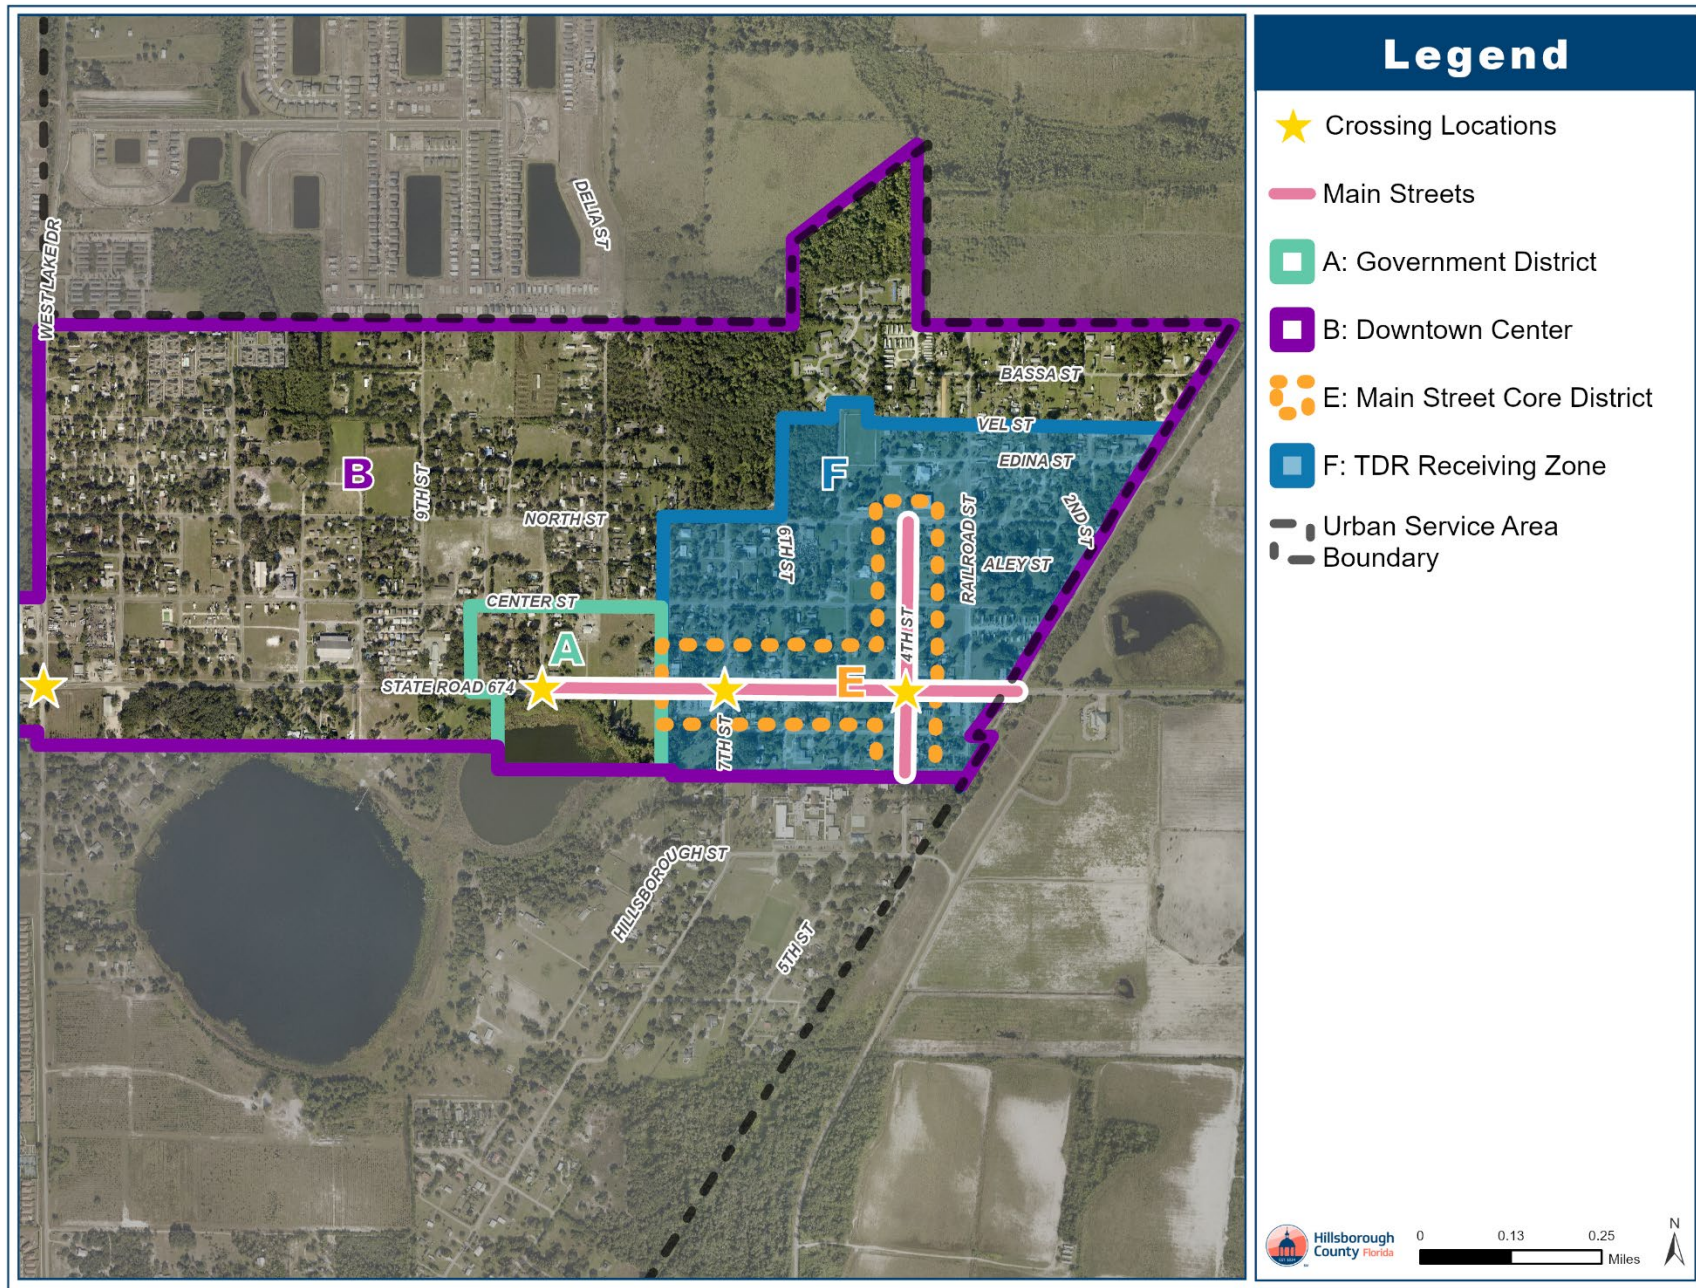 Legend
Crossing Locations
Main Streets
A: Government District
B: Downtown Center
E: Main Street Core District
F: TDR Receiving Zone
Urban Service Area
Boundary
WEST LAKE DR
DELIA ST
BASSA ST
VEL ST
EDINA ST
B
F
9TH ST
NORTH ST
6TH ST
RAILROAD ST
2ND ST
ALEY ST
CENTER ST
A
4TH ST
STATE ROAD 674
E
7TH ST
HILLSBOROUGH ST
5TH ST
Hillsborough
County Florida
0 0.13 0.25
Miles
N